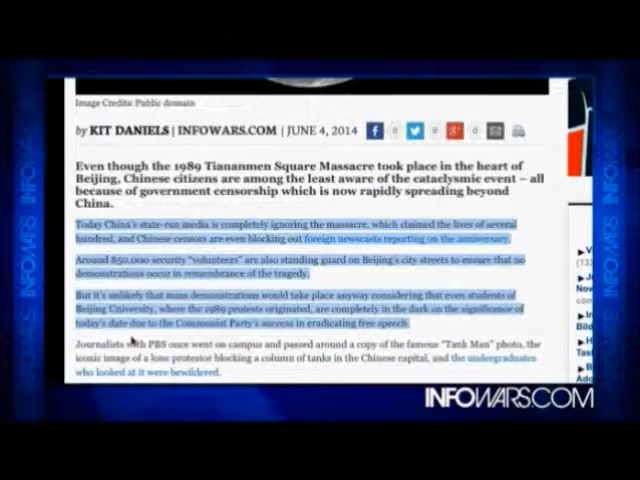 Image Credits: Public domain
by KIT DANIELS | INFOWARS.COM | JUNE 4, 2014 f 0 0 g+ 0
Even though the 1989 Tiananmen Square Massacre took place in the heart of
Beijing, Chinese citizens are among the least aware of the cataclysmic event – all
because of government censorship which is now rapidly spreading beyond
China.
Today China's state-run media is completely ignoring the massacre, which claimed the lives of several
hundred, and Chinese censors are even blocking out foreign newscasts reporting on the anniversary.
Around 850,000 security "volunteers" are also standing guard on Beijing's city streets to ensure that no
demonstrations occur in remembrance of the tragedy.
But it's unlikely that mass demonstrations would take place anyway considering that even students of
Beijing University, where the 1989 protests originated, are completely in the dark on the significance of
today's date due to the Communist Party's success in eradicating free speech.
Journalists with PBS once went on campus and passed around a copy of the famous "Tank Man" photo, the
iconic image of a lone protestor blocking a column of tanks in the Chinese capital, and the undergraduates
who looked at it were bewildered.
INFOWARS
INFOWARS
INFOWARS.COM